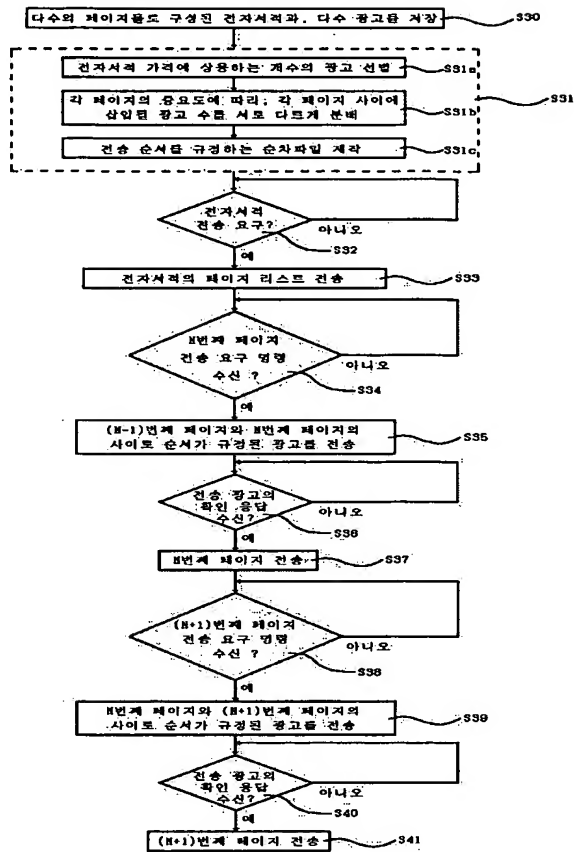 다수의 페이지들로 구성된 전자서적과, 다수 광고를 저장
S30
전자서적 가격에 상응하는 개수의 광고 선별
S31a
각 페이지의 중요도에 따라, 각 페이지 사이에
삽입될 광고 수를 서로 다르게 분배
S31b
S31
전송 순서를 규정하는 순차파일 제작
S31c
전자서적
전송 요구?
아니오
S32
예
전자서적의 페이지 리스트 전송
S33
N번째 페이지
전송 요구 명령
수신 ?
아니오
S34
예
(N-1)번째 페이지와 N번째 페이지의
사이로 순서가 규정된 광고를 전송
S35
전송 광고의
확인 응답
수신?
아니오
S36
예
N번째 페이지 전송
S37
(N+1)번째 페이지
전송 요구 명령
수신 ?
아니오
S38
예
N번째 페이지와 (N+1)번째 페이지의
사이로 순서가 규정된 광고를 전송
S39
전송 광고의
확인 응답
수신?
아니오
S40
예
(N+1)번째 페이지 전송
S41